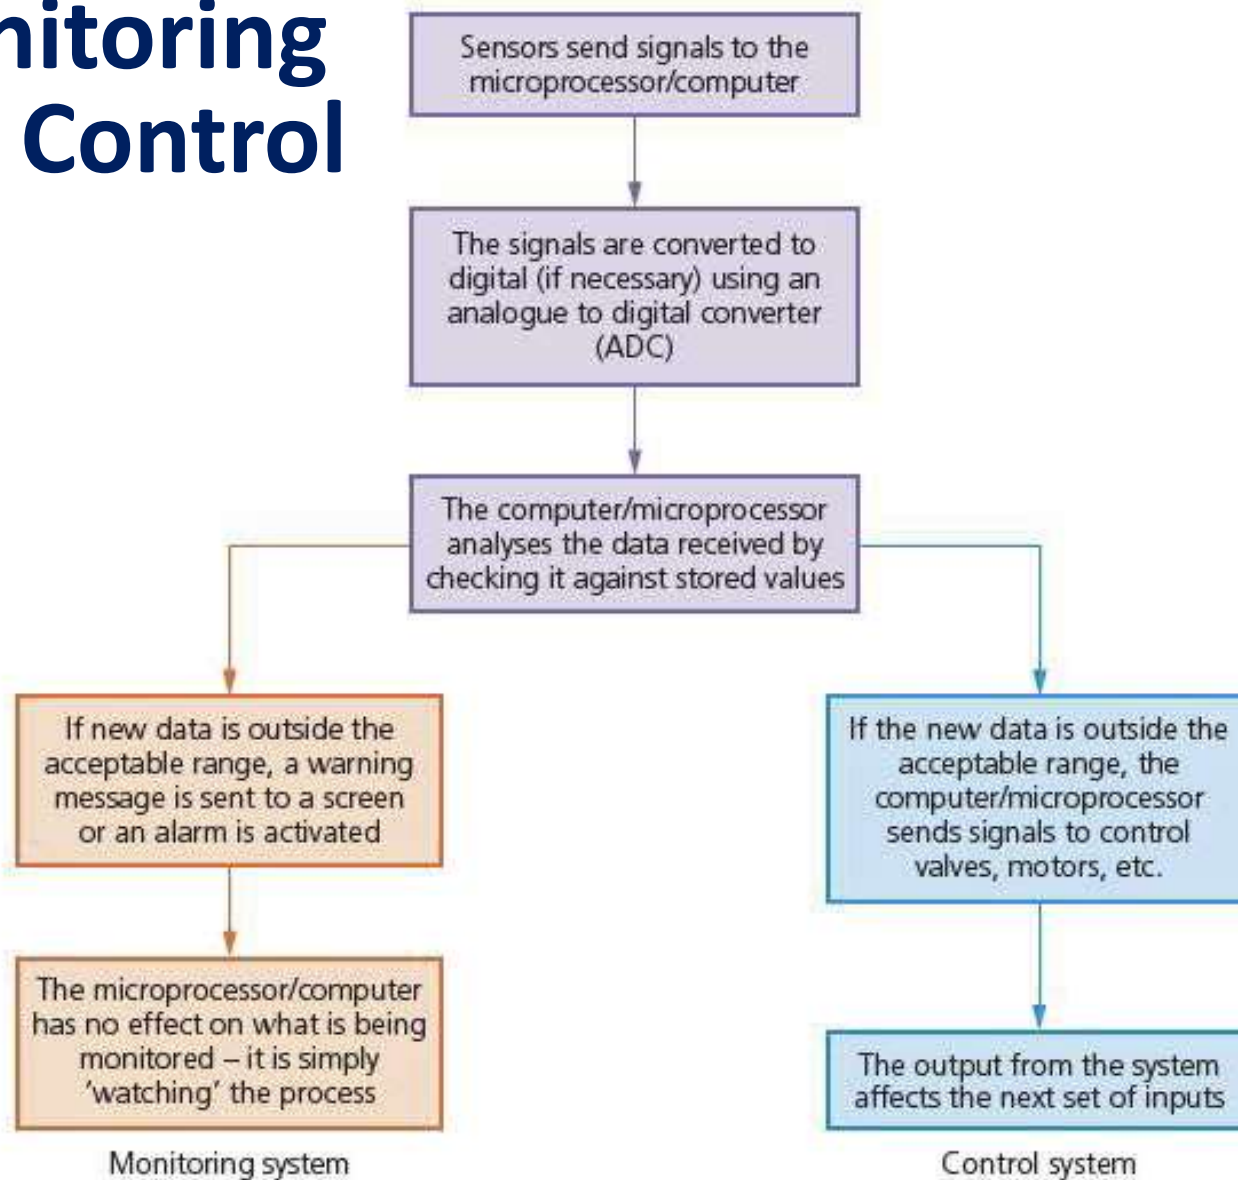 nitoring
Control
Sensors send signals to the
microprocessor/computer
The signals are converted to
digital (if necessary) using an
analogue to digital converter
(ADC)
The computer/microprocessor
analyses the data received by
checking it against stored values
If new data is outside the
acceptable range, a warning
message is sent to a screen
or an alarm is activated
The microprocessor/computer
has no effect on what is being
monitored – it is simply
'watching' the process
Monitoring system
If the new data is outside the
acceptable range, the
computer/microprocessor
sends signals to control
valves, motors, etc.
The output from the system
affects the next set of inputs
Control system